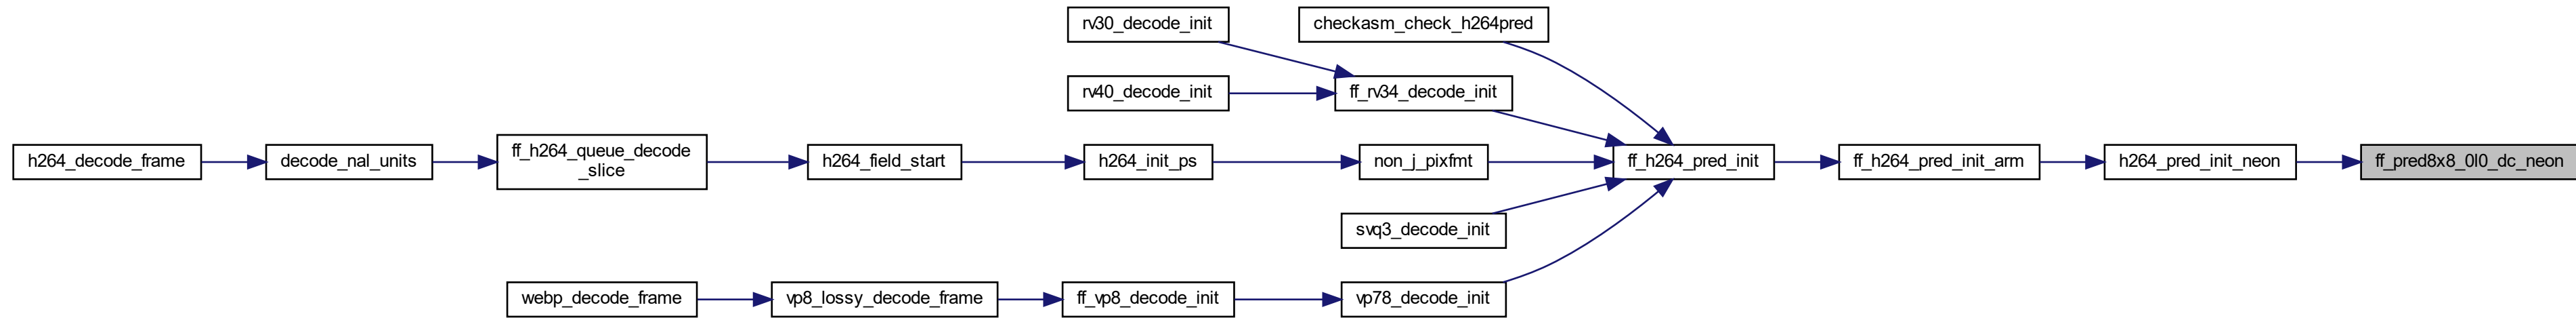 rv30_decode_init
checkasm_check_h264pred
rv40_decode_init
ff_rv34_decode_init
h264_decode_frame
decode_nal_units
ff_h264_queue_decode
_slice
h264_field_start
h264_init_ps
non_j_pixfmt
ff_h264_pred_init
ff_h264_pred_init_arm
h264_pred_init_neon
ff_pred8x8_0l0_dc_neon
svq3_decode_init
webp_decode_frame
vp8_lossy_decode_frame
ff_vp8_decode_init
vp78_decode_init